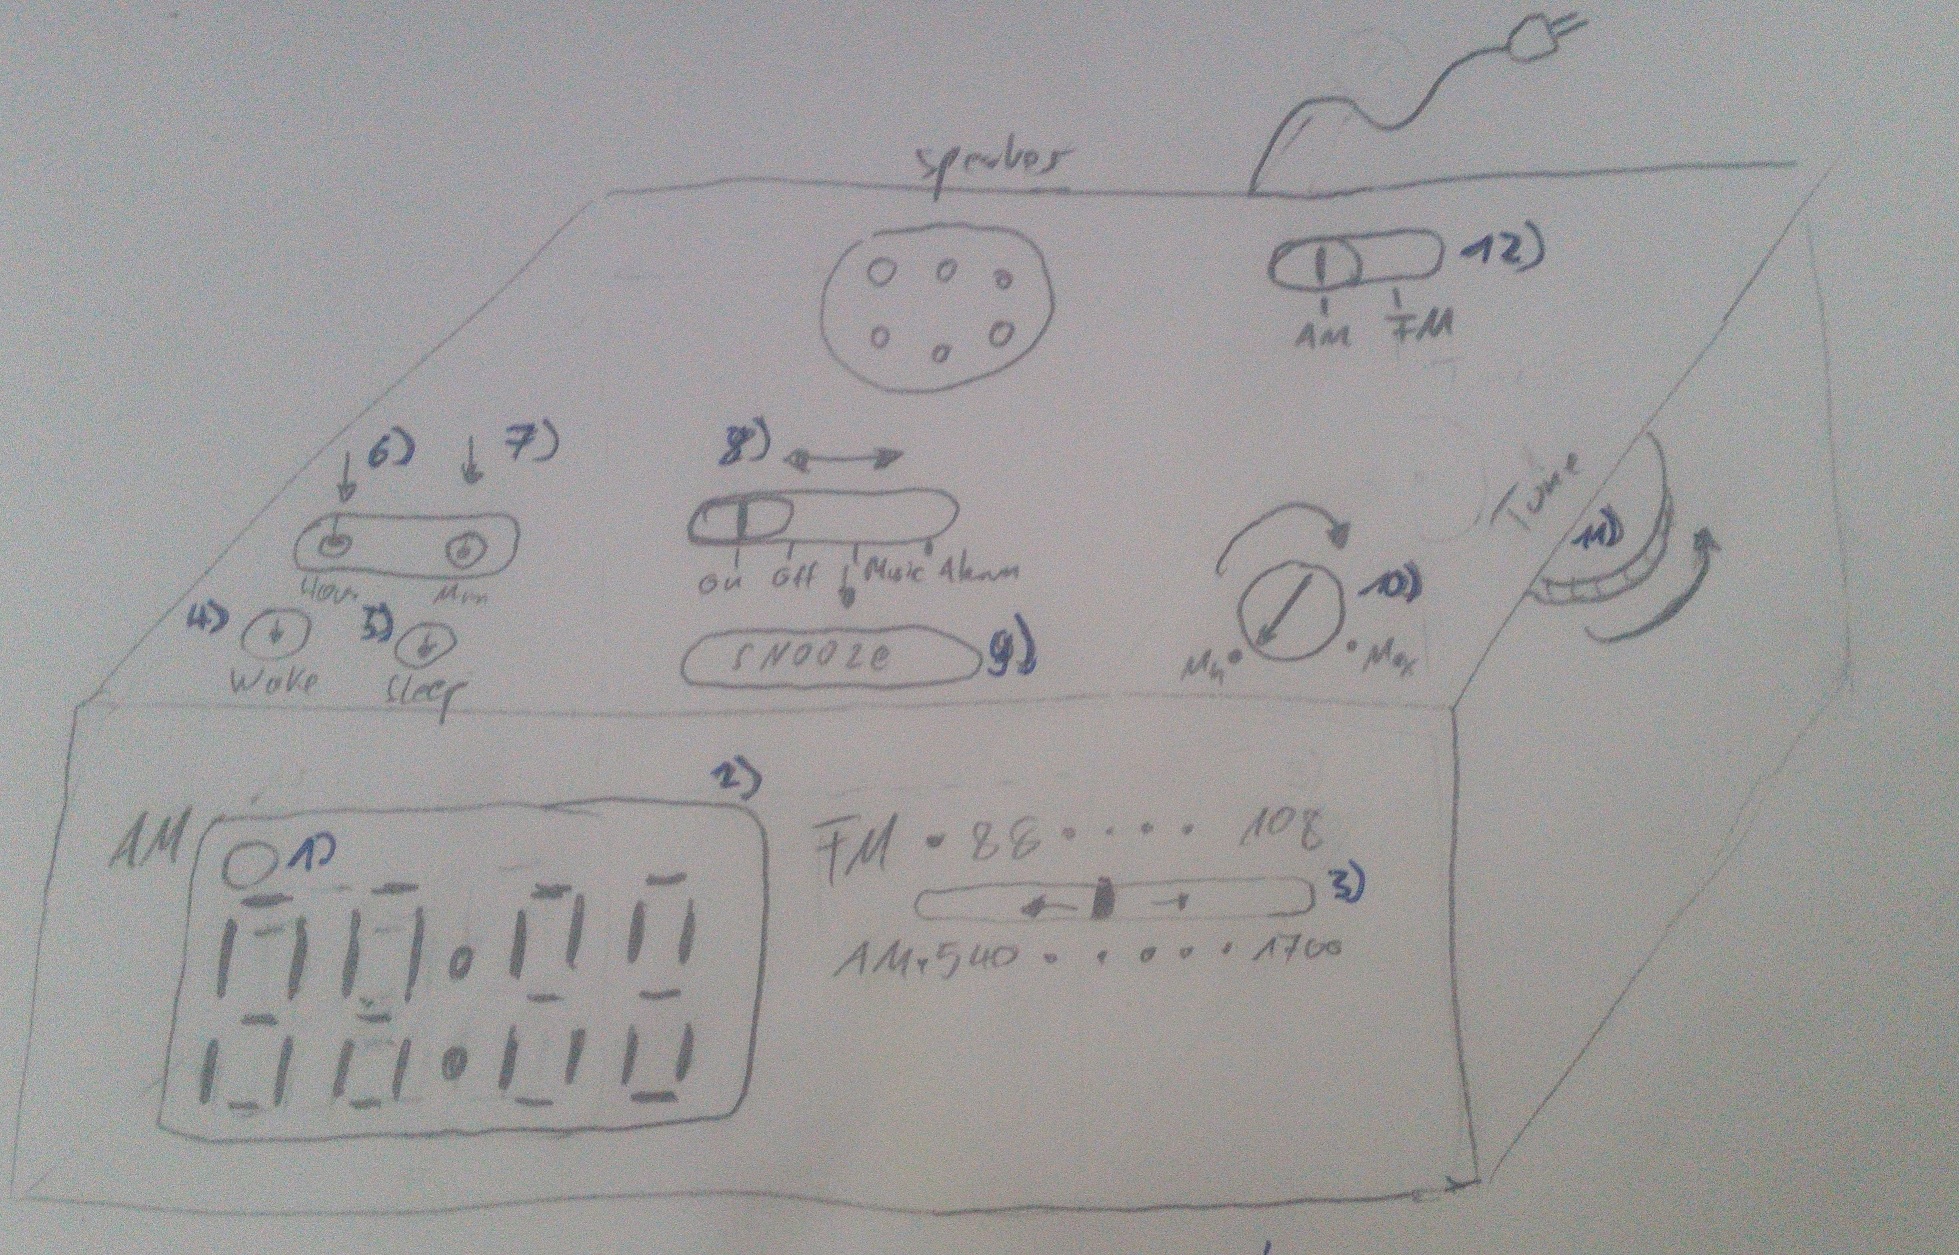 speaker
12)
AM FM
6) 7)
8)
Tune
11)
Hour Min
On Off Music Alarm
10)
4) 5)
SNOOZe 9)
Wake Sleep
Min Max
2)
AM 1)
FM 88 108
3)
AM 540 1700